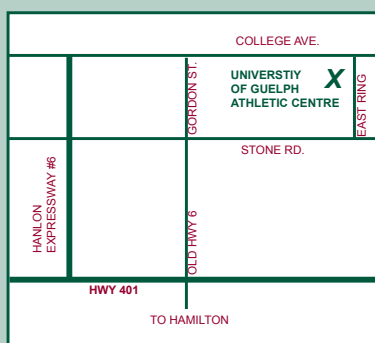 COLLEGE AVE.
UNIVERSTIY
OF GUELPH
ATHLETIC CENTRE
X
GORDON ST.
EAST RING
STONE RD.
HANLON
EXPRESSWAY #6
OLD HWY 6
HWY 401
TO HAMILTON